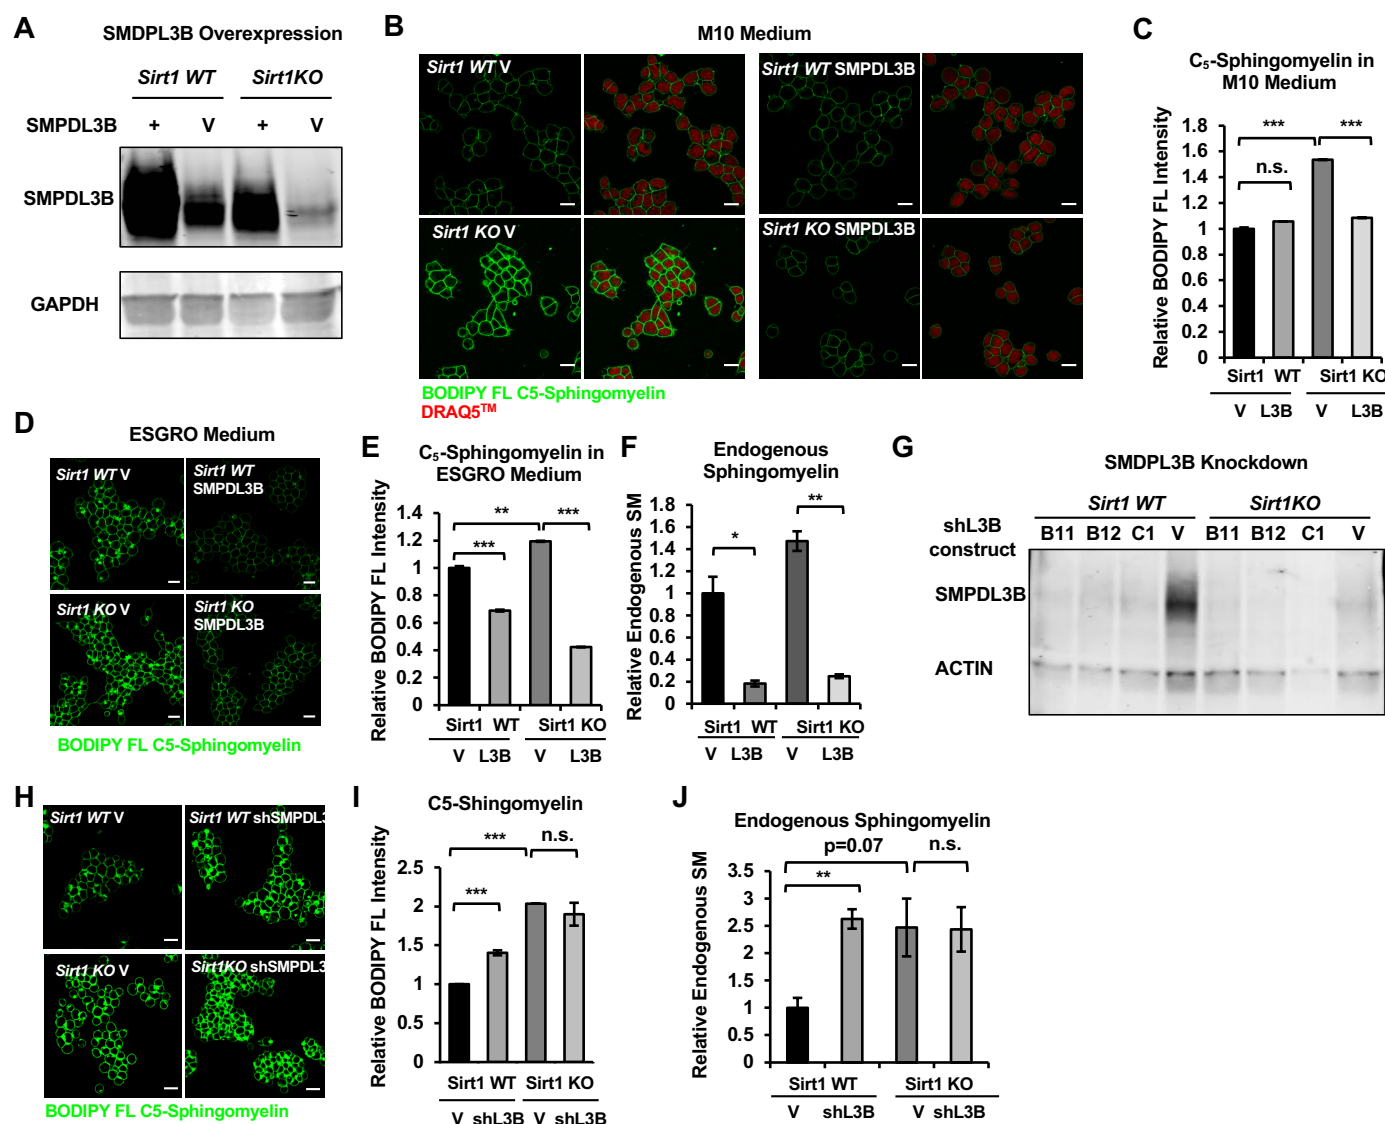 A
SMDPL3B Overexpression
Sirt1 WT Sirt1KO
SMPDL3B + V + V
SMPDL3B
GAPDH
B
M10 Medium
Sirt1 WT V
Sirt1 WT SMPDL3B
Sirt1 KO V
Sirt1 KO SMPDL3B
BODIPY FL C5-Sphingomyelin
DRAQ5TM
C
C5-Sphingomyelin in
M10 Medium
Relative BODIPY FL Intensity
1.8
1.6
1.4
1.2
1
0.8
0.6
0.4
0.2
0
*** ***
n.s.
Sirt1 WT Sirt1 KO
V L3B V L3B
D
ESGRO Medium
Sirt1 WT V
Sirt1 WT
SMPDL3B
Sirt1 KO V
Sirt1 KO
SMPDL3B
BODIPY FL C5-Sphingomyelin
E
C5-Sphingomyelin in
ESGRO Medium
Relative BODIPY FL Intensity
1.4
1.2
1
0.8
0.6
0.4
0.2
0
** ***
***
Sirt1 WT Sirt1 KO
V L3B V L3B
F
Endogenous
Sphingomyelin
Relative Endogenous SM
1.8
1.6
1.4
1.2
1
0.8
0.6
0.4
0.2
0
**
*
Sirt1 WT Sirt1 KO
V L3B V L3B
G
SMDPL3B Knockdown
Sirt1 WT Sirt1KO
shL3B
construct
B11 B12 C1 V B11 B12 C1 V
SMPDL3B
ACTIN
H
Sirt1 WT V
Sirt1 WT shSMPDL3
Sirt1 KO V
Sirt1KO shSMPDL3
BODIPY FL C5-Sphingomyelin
I
C5-Shingomyelin
Relative BODIPY FL Intensity
2.5
2
1.5
1
0.5
0
*** n.s.
***
Sirt1 WT Sirt1 KO
V shL3B V shL3B
J
Endogenous Sphingomyelin
Relative Endogenous SM
3.5
3
2.5
2
1.5
1
0.5
0
p=0.07 n.s.
**
Sirt1 WT Sirt1 KO
V shL3B V shL3B